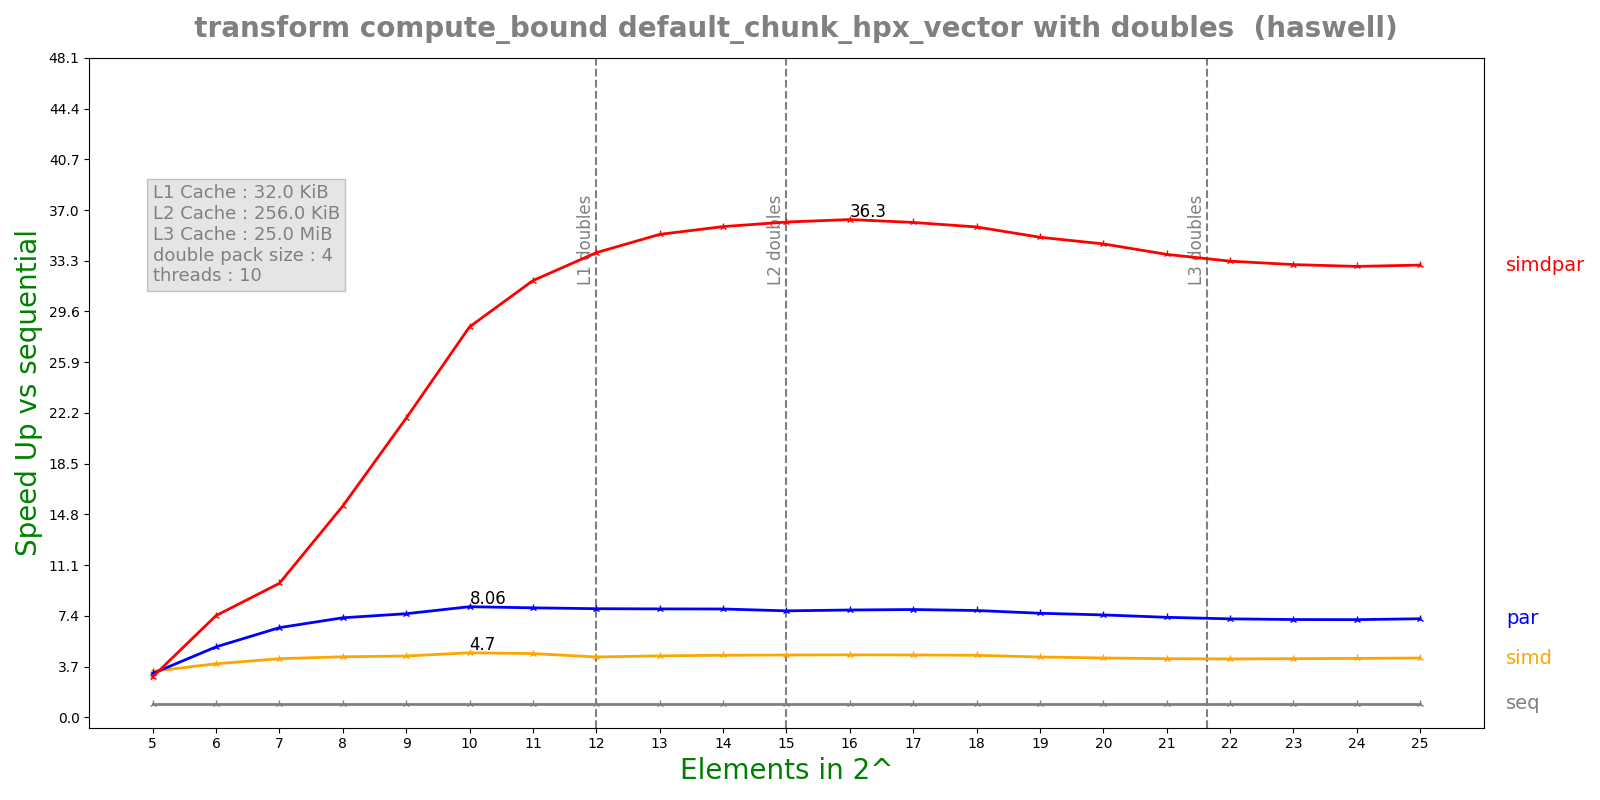 transform compute_bound default_chunk_hpx_vector with doubles (haswell)
Speed Up vs sequential
48.1
44.4
40.7
37.0
33.3
29.6
25.9
22.2
18.5
14.8
11.1
7.4
3.7
0.0
L1 Cache : 32.0 KiB
L2 Cache : 256.0 KiB
L3 Cache : 25.0 MiB
double pack size : 4
threads : 10
L1 doubles
L2 doubles
L3 doubles
36.3
8.06
4.7
simdpar
par
simd
seq
5 6 7 8 9 10 11 12 13 14 15 16 17 18 19 20 21 22 23 24 25
Elements in 2^